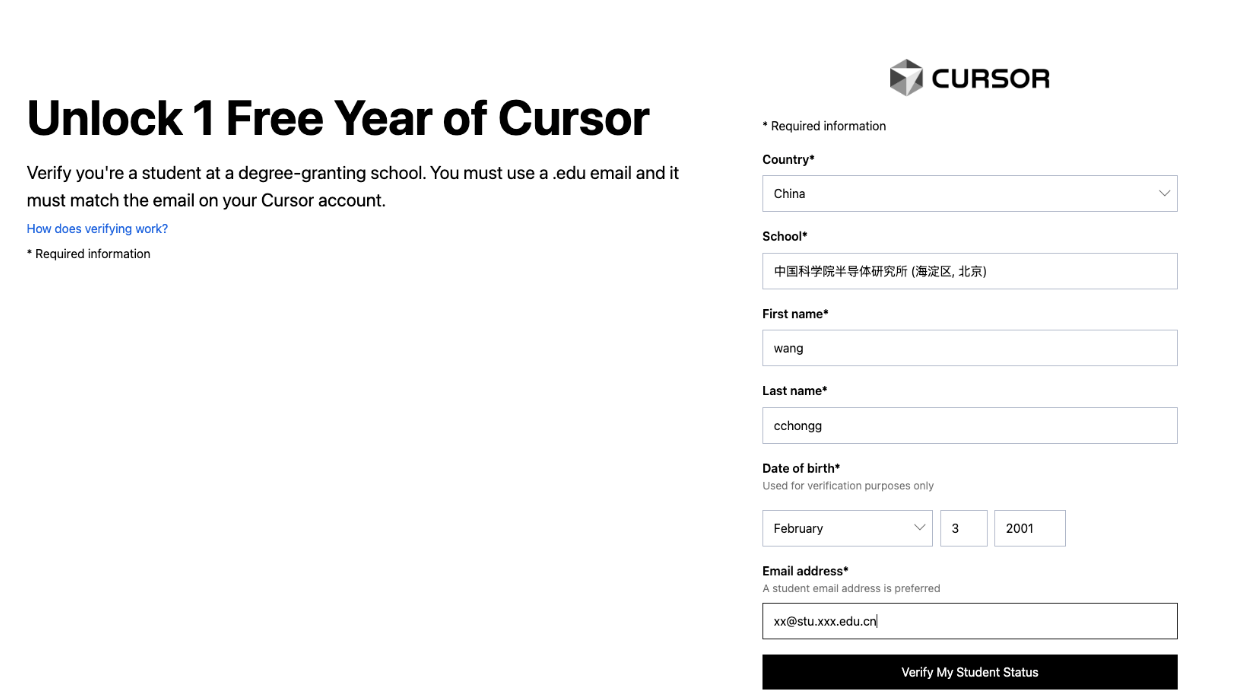 Unlock 1 Free Year of Cursor
Verify you're a student at a degree-granting school. You must use a .edu email and it
must match the email on your Cursor account.
How does verifying work?
* Required information
CURSOR
* Required information
Country*
China
School*
中国科学院半导体研究所 (海淀区, 北京)
First name*
wang
Last name*
cchongg
Date of birth*
Used for verification purposes only
February 3 2001
Email address*
A student email address is preferred
xx@stu.xxx.edu.cn
Verify My Student Status